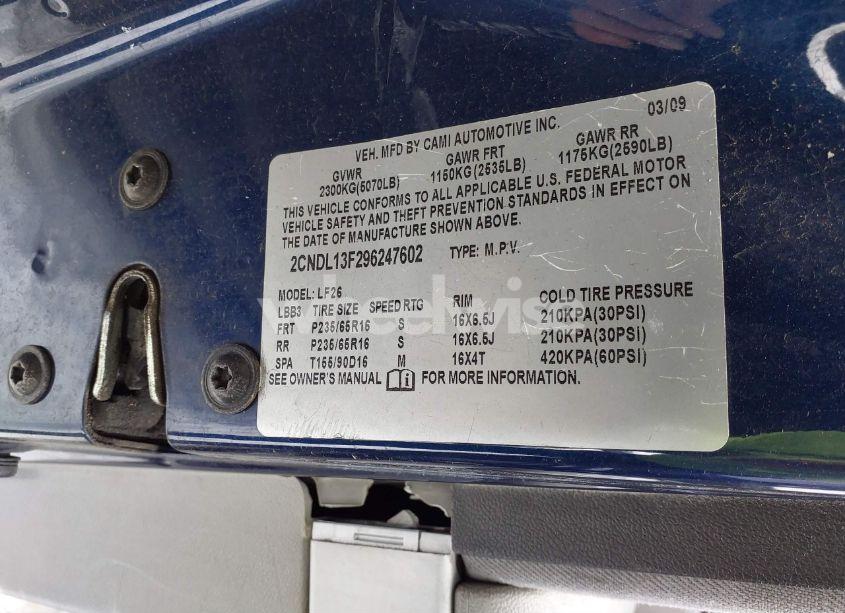 03/09
VEH. MFD BY CAMI AUTOMOTIVE INC.
GVWR GAWR FRT GAWR RR
2300KG(5070LB) 1150KG(2535LB) 1175KG(2590LB)
THIS VEHICLE CONFORMS TO ALL APPLICABLE U.S. FEDERAL MOTOR
VEHICLE SAFETY AND THEFT PREVENTION STANDARDS IN EFFECT ON
THE DATE OF MANUFACTURE SHOWN ABOVE.
2CNDL13F296247602 TYPE: M.P.V.
MODEL: LF26
LBB3 TIRE SIZE SPEED RTG RIM COLD TIRE PRESSURE
FRT P235/65R16 S 16X6.5J 210KPA(30PSI)
RR P235/65R16 S 16X6.5J 210KPA(30PSI)
SPA T155/90D16 M 16X4T 420KPA(60PSI)
SEE OWNER'S MANUAL FOR MORE INFORMATION.